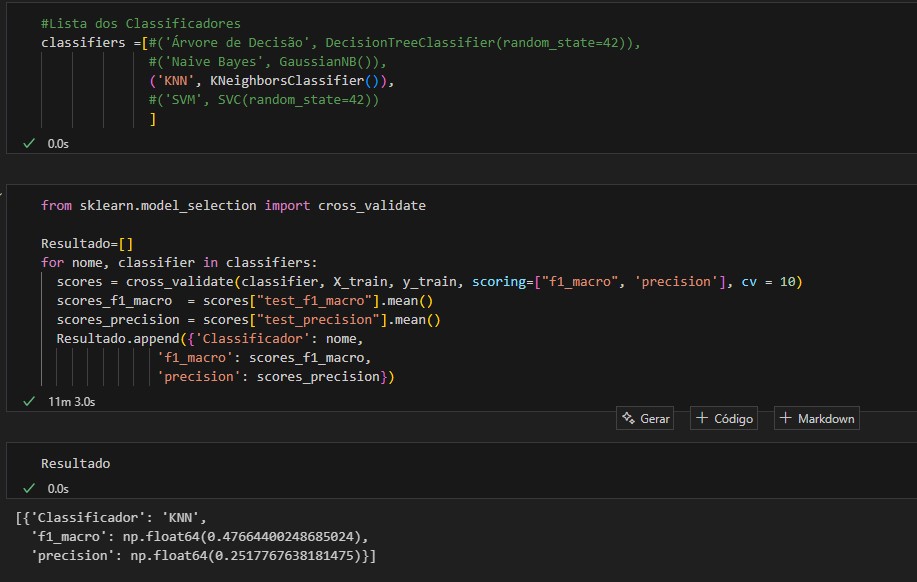 #Lista dos Classificadores
classifiers =[#('Árvore de Decisão', DecisionTreeClassifier(random_state=42)),
#('Naive Bayes', GaussianNB()),
('KNN', KNeighborsClassifier()),
#('SVM', SVC(random_state=42))
]
0.0s
from sklearn.model_selection import cross_validate
Resultado=[]
for nome, classifier in classifiers:
scores = cross_validate(classifier, X_train, y_train, scoring=["f1_macro", 'precision'], cv = 10)
scores_f1_macro  = scores["test_f1_macro"].mean()
scores_precision = scores["test_precision"].mean()
Resultado.append({'Classificador': nome,
'f1_macro': scores_f1_macro,
'precision': scores_precision})
11m 3.0s
Gerar
Código
Markdown
Resultado
0.0s
[{'Classificador': 'KNN',
'f1_macro': np.float64(0.47664400248685024),
'precision': np.float64(0.2517767638181475)}]